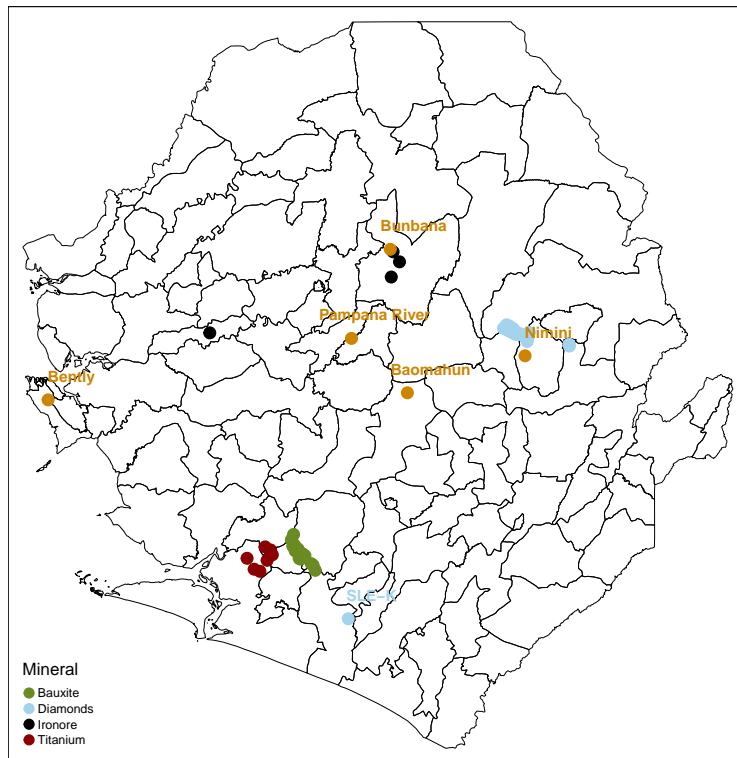 Bunbana
Pampana River
Nimini
Bently
Baomahun
SLE−K
Mineral
Bauxite
Diamonds
Ironore
Titanium